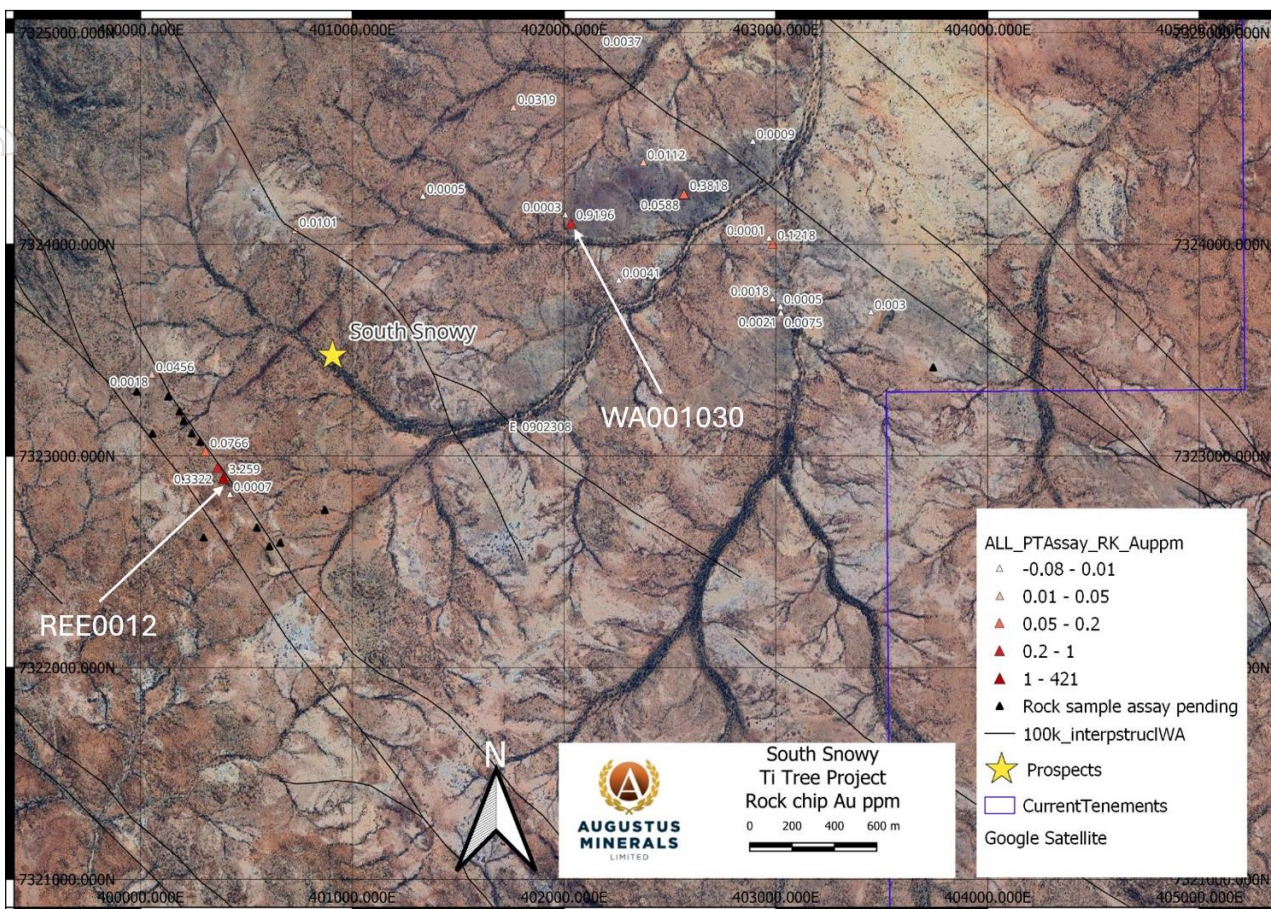 400000.000E
401000.000E
402000.000E
403000.000E
404000.000E
7325000.000N
0.0037
0.0319
0.0009
0.0112
0.3818
0.0588
0.0005
0.0003
0.9196
0.0101
0.0001
0.1218
7324000.000N
7324000.000N
0.0041
0.0018
0.0005
0.003
0.0021
0.0075
South Snowy
0.0456
0.0018
WA001030
E 0902308
0.0766
7323000.000N
7323000.000N
3.259
0.3322
0.0007
REE0012
7322000.000N
7322000.000N
ALL_PTAssay_RK_Auppm
-0.08 - 0.01
0.01 - 0.05
0.05 - 0.2
0.2 - 1
1 - 421
Rock sample assay pending
100k_interpstruclWA
Prospects
CurrentTenements
Google Satellite
N
A
AUGUSTUS
MINERALS
LIMITED
South Snowy
Ti Tree Project
Rock chip Au ppm
0 200 400 600 m
7321000.000N
400000.000E
401000.000E
402000.000E
403000.000E
404000.000E
405000.000E